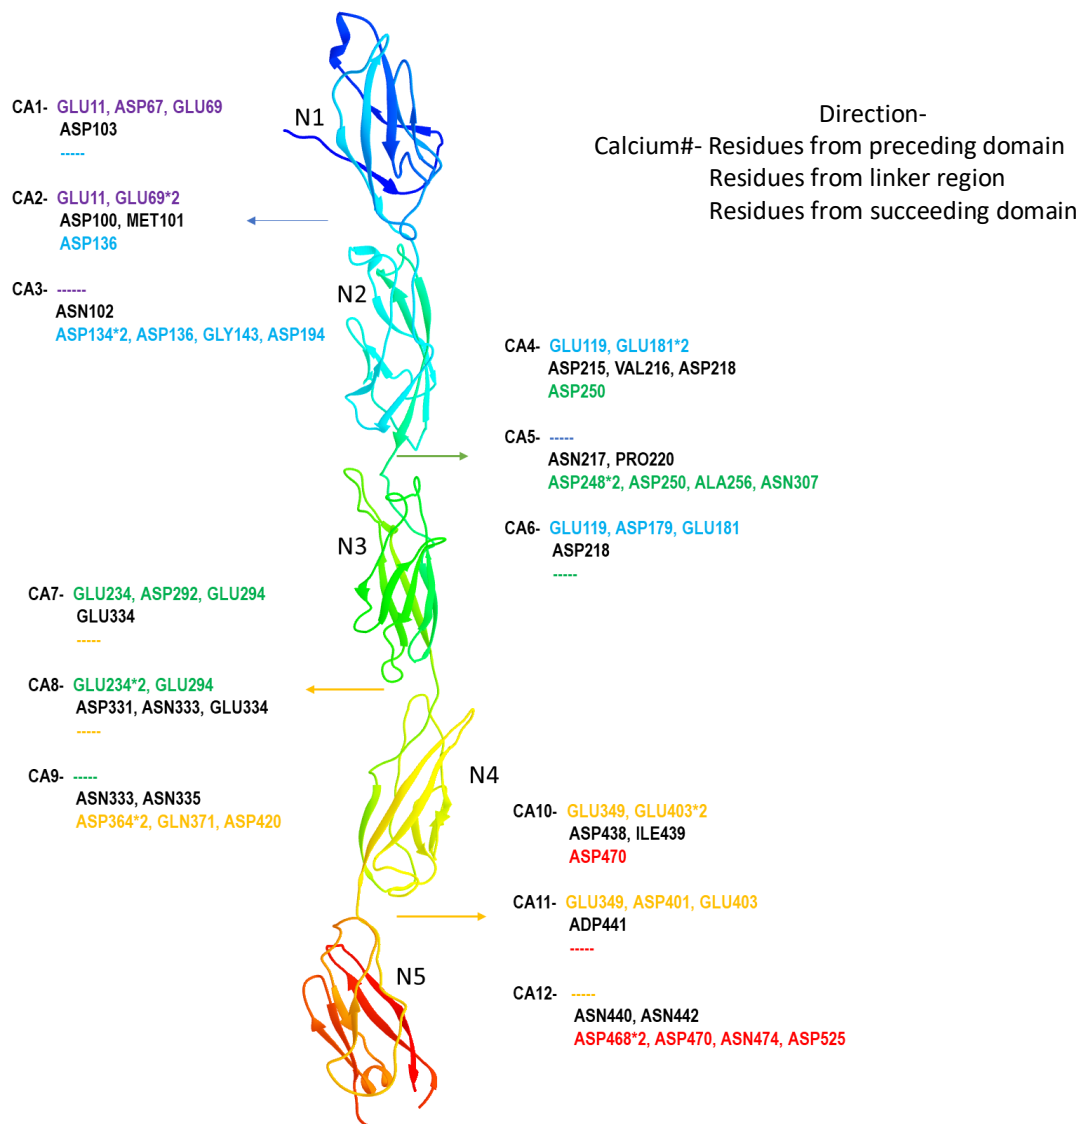 Direction-
Calcium#- Residues from preceding domain
Residues from linker region
Residues from succeeding domain
N1
CA1- GLU11, ASP67, GLU69
ASP103
-----
CA2- GLU11, GLU69*2
ASP100, MET101
ASP136
CA3- ------
ASN102
ASP134*2, ASP136, GLY143, ASP194
N2
CA4- GLU119, GLU181*2
ASP215, VAL216, ASP218
ASP250
CA5- -----
ASN217, PRO220
ASP248*2, ASP250, ALA256, ASN307
CA6- GLU119, ASP179, GLU181
ASP218
-----
N3
CA7- GLU234, ASP292, GLU294
GLU334
-----
CA8- GLU234*2, GLU294
ASP331, ASN333, GLU334
-----
CA9- -----
ASN333, ASN335
ASP364*2, GLN371, ASP420
N4
CA10- GLU349, GLU403*2
ASP438, ILE439
ASP470
CA11- GLU349, ASP401, GLU403
ADP441
-----
CA12- -----
ASN440, ASN442
ASP468*2, ASP470, ASN474, ASP525
N5